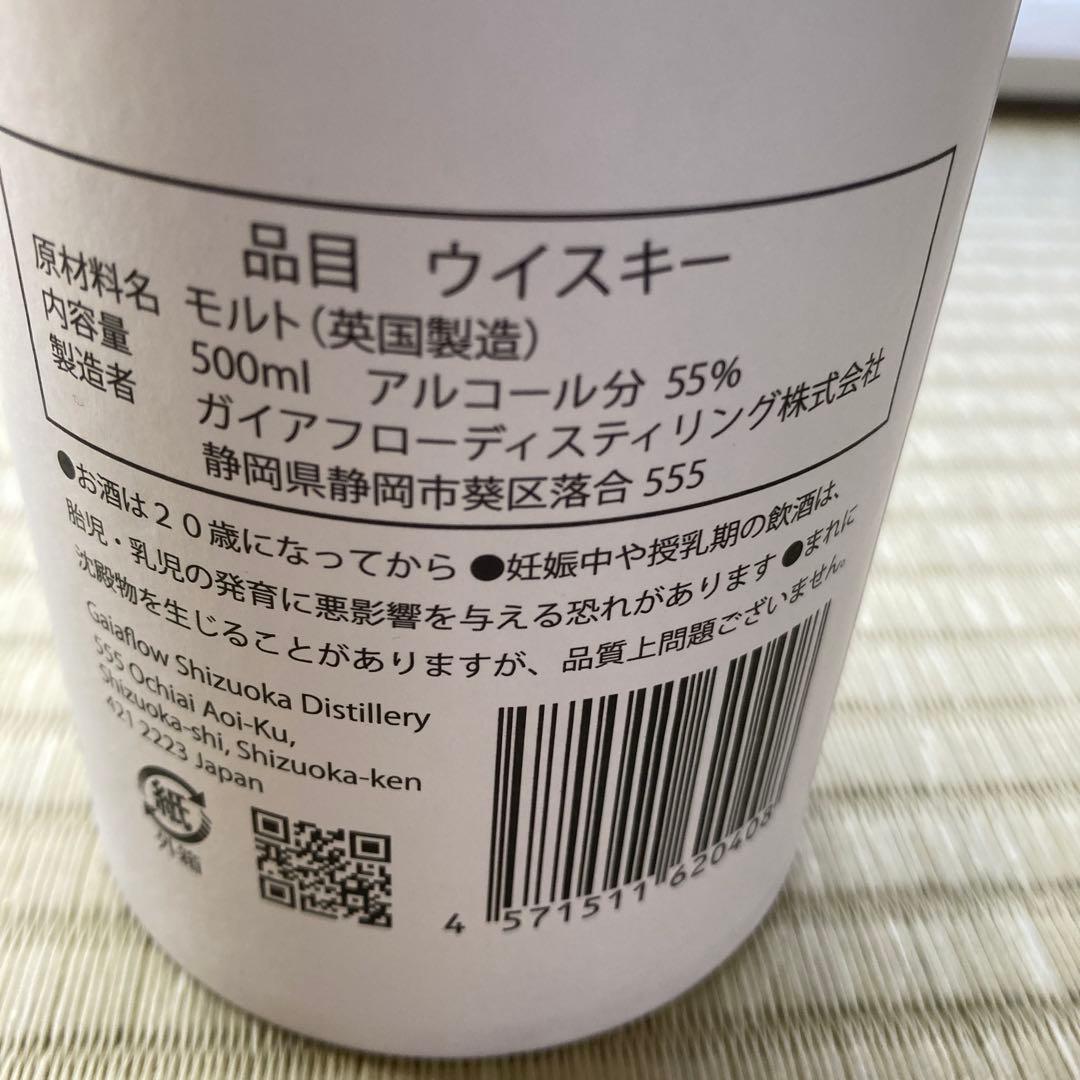 品目 ウイスキー
原材料名 モルト(英国製造)
内容量 500ml アルコール分 55%
製造者 ガイアフローディスティリング株式会社
静岡県静岡市葵区落合 555
●お酒は20歳になってから ●妊娠中や授乳期の飲酒は、
胎児・乳児の発育に悪影響を与える恐れがあります ●まれに
沈殿物を生じることがありますが、品質上問題ございません。
Gaiaflow Shizuoka Distillery
555 Ochiai Aoi-Ku,
Shizuoka-shi, Shizuoka-ken
421 2223 Japan
紙
外箱
4 571511 620408